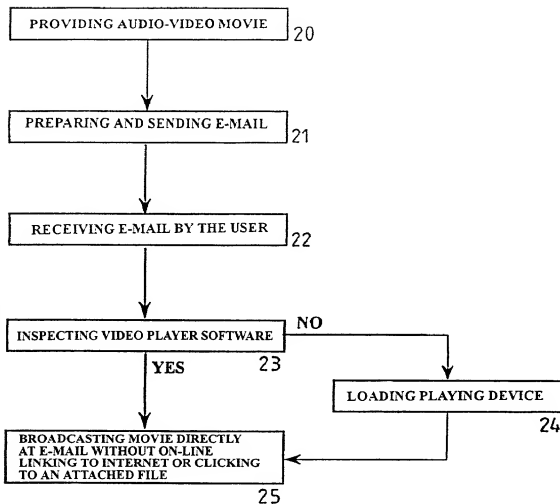 PROVIDING AUDIO-VIDEO MOVIE
20
PREPARING AND SENDING E-MAIL
21
RECEIVING E-MAIL BY THE USER
22
INSPECTING VIDEO PLAYER SOFTWARE
23
NO
YES
LOADING PLAYING DEVICE
24
BROADCASTING MOVIE DIRECTLY
AT E-MAIL WITHOUT ON-LINE
LINKING TO INTERNET OR CLICKING
TO AN ATTACHED FILE
25